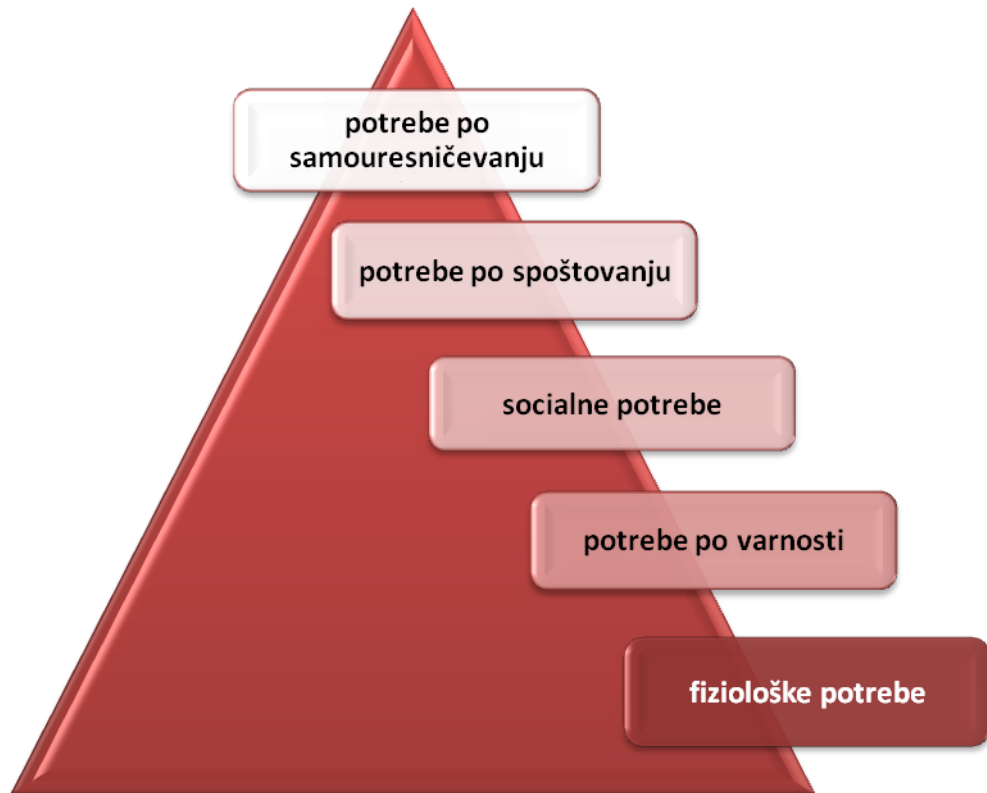 potrebe po
samouresničevanju
potrebe po spoštovanju
socialne potrebe
potrebe po varnosti
fiziološke potrebe